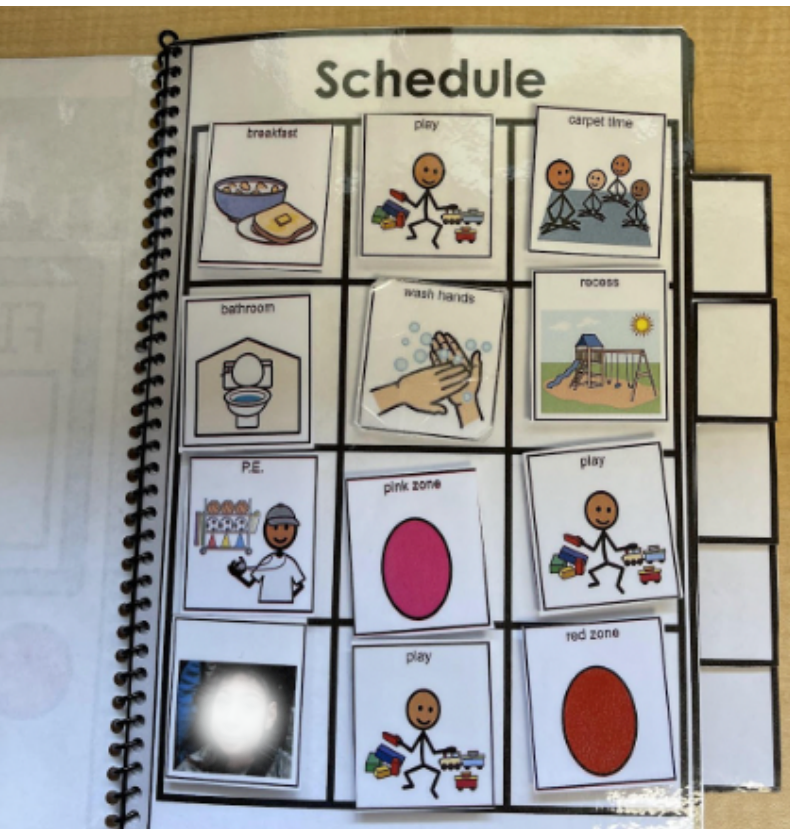 Schedule
breakfast
play
carpet time
bathroom
wash hands
recess
P.E.
pink zone
play
play
red zone